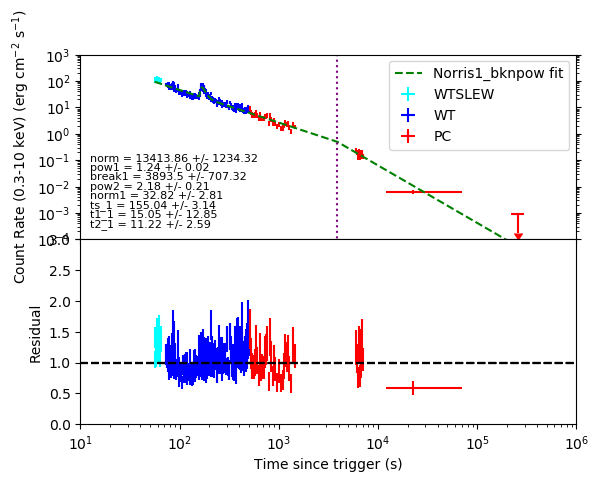 Count Rate (0.3-10 keV) (erg cm⁻² s⁻¹)
10³
10²
10¹
10⁰
10⁻¹
10⁻²
10⁻³
Norris1_bknpow fit
WTSLEW
WT
PC
norm = 13413.86 +/- 1234.32
pow1 = 1.24 +/- 0.02
break1 = 3893.5 +/- 707.32
pow2 = 2.18 +/- 0.21
norm1 = 32.82 +/- 2.81
ts_1 = 155.04 +/- 3.14
t1_1 = 15.05 +/- 12.85
t2_1 = 11.22 +/- 2.59
Residual
2.5
2.0
1.5
1.0
0.5
0.0
10¹ 10² 10³ 10⁴ 10⁵ 10⁶
Time since trigger (s)